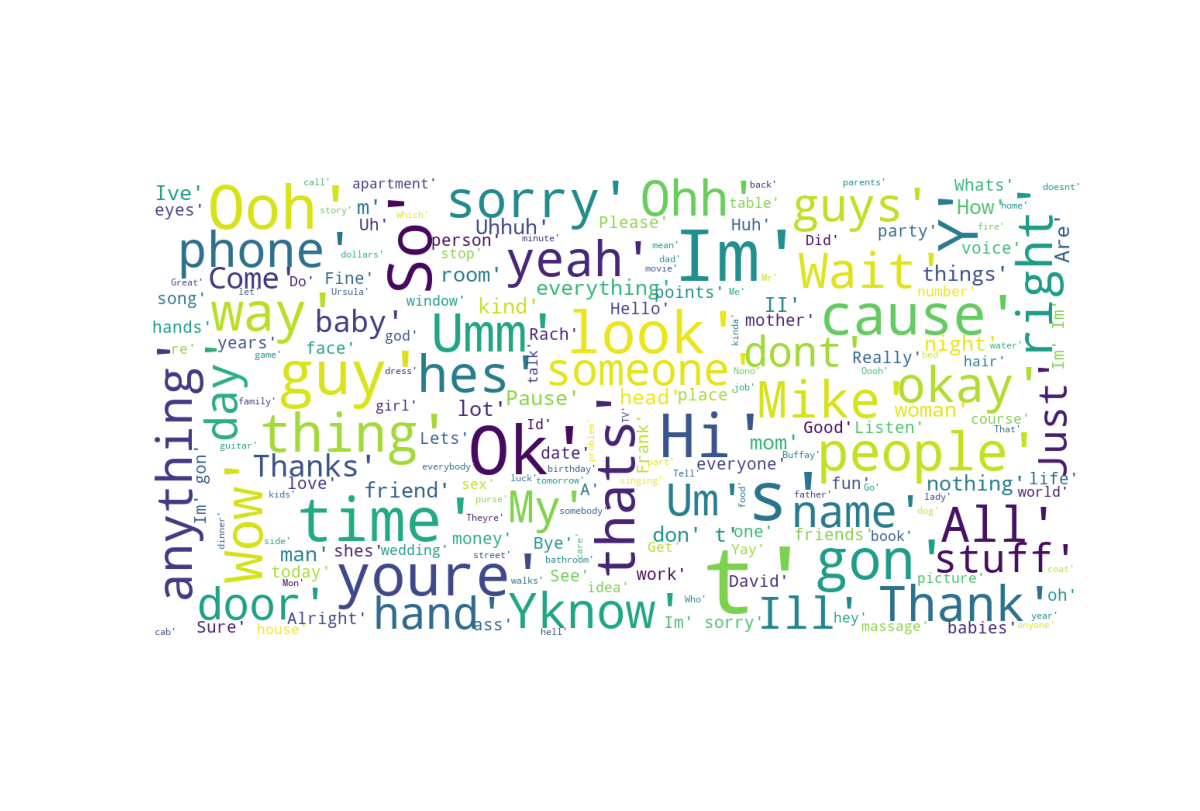 Ive' Ooh' call' apartment' sorry' Ohh' back' guys' parents' Whats' doesnt'
eyes' story' m' Which' So' Uhhuh' Please' table' Y' How' home'
phone' Uh' person' yeah' minute' mean' Im' Huh' Did' party' fire' right' Are'
dollars' stop' dad' voice'
Great' Come' Do' Fine' room' movie' Mr' Wait' things'
song' let' Ursula' window' kind' everything' points' Me' II' number'
hands' way' baby' Umm' Hello' look' mother' cause' Im'
years' face' god' Rach' kinda' dont' Really' night' water'
re' game' guy' dress' hes' talk' someone' Nono' Oooh' bed' hair' Im'
anything' day' family' girl' lot' Pause' head' job' place' Mike' okay' woman' course' Just'
guitar' thing' Lets' Ok' Id' TV' Hi' Good' Listen' people' That'
date' problem' thats' Frank' mom' Buffay'
Thanks' everybody' birthday' part' everyone' life'
Wow' kids' love' friend' sex' luck' tomorrow' singing' Tell' s' fun' Go' nothing' world'
Im' gon' time' purse' My' A' Um' food' father' name' lady' All'
Theyre' somebody' dog'
dinner' side' man' shes' wedding' money' Bye' care' don' t' one' friends' book' stuff'
street' Get' Yay'
today' Mon' youre' walks' See' bathroom' idea' work' t' David' gon' picture' coat'
door' hand' Yknow' Who' Ill' Thank' oh'
Sure' Alright' ass' Im' sorry' hey' massage' babies' year'
cab' house' hell' anyone'